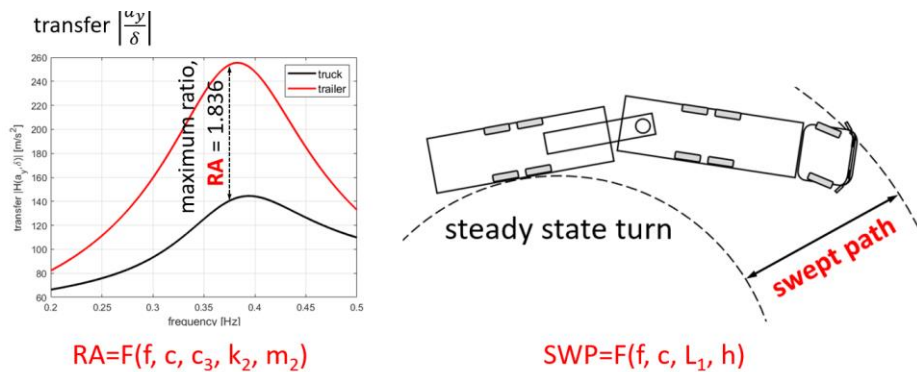 transfer |a_y/δ|
260
240
220
200
180
160
140
120
100
80
60
transfer |H(a_y,δ)| [m/s²]
0.2
0.25
0.3
0.35
0.4
0.45
0.5
frequency [Hz]
truck
trailer
maximum ratio,
RA = 1.836
RA=F(f, c, c₃, k₂, m₂)
steady state turn
swept path
SWP=F(f, c, L₁, h)